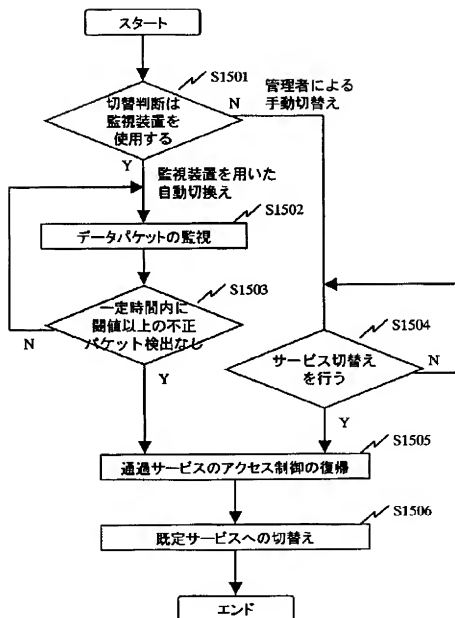 スタート
S1501
切替判断は
監視装置を
使用する
N
管理者による
手動切替え
Y
監視装置を用いた
自動切換え
S1502
データパケットの監視
S1503
一定時間内に
閾値以上の不正
パケット検出なし
N
Y
S1504
サービス切替え
を行う
N
Y
S1505
通過サービスのアクセス制御の復帰
S1506
既定サービスへの切替え
エンド